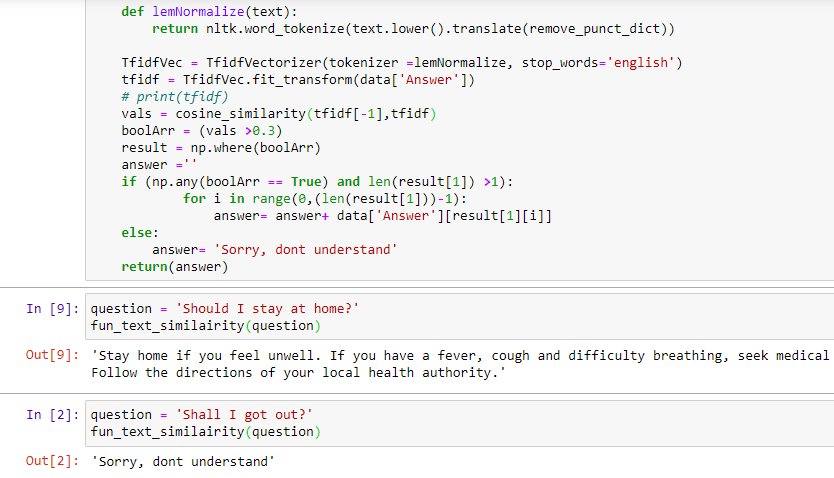 def lemNormalize(text):
return nltk.word_tokenize(text.lower().translate(remove_punct_dict))
TfidfVec = TfidfVectorizer(tokenizer =lemNormalize, stop_words='english')
tfidf = TfidfVec.fit_transform(data['Answer'])
# print(tfidf)
vals = cosine_similarity(tfidf[-1],tfidf)
boolArr = (vals >0.3)
result = np.where(boolArr)
answer =''
if (np.any(boolArr == True) and len(result[1]) >1):
for i in range(0,(len(result[1]))-1):
answer= answer+ data['Answer'][result[1][i]]
else:
answer= 'Sorry, dont understand'
return(answer)
In [9]: question = 'Should I stay at home?'
fun_text_similairity(question)
Out[9]: 'Stay home if you feel unwell. If you have a fever, cough and difficulty breathing, seek medical
Follow the directions of your local health authority.'
In [2]: question = 'Shall I got out?'
fun_text_similairity(question)
Out[2]: 'Sorry, dont understand'